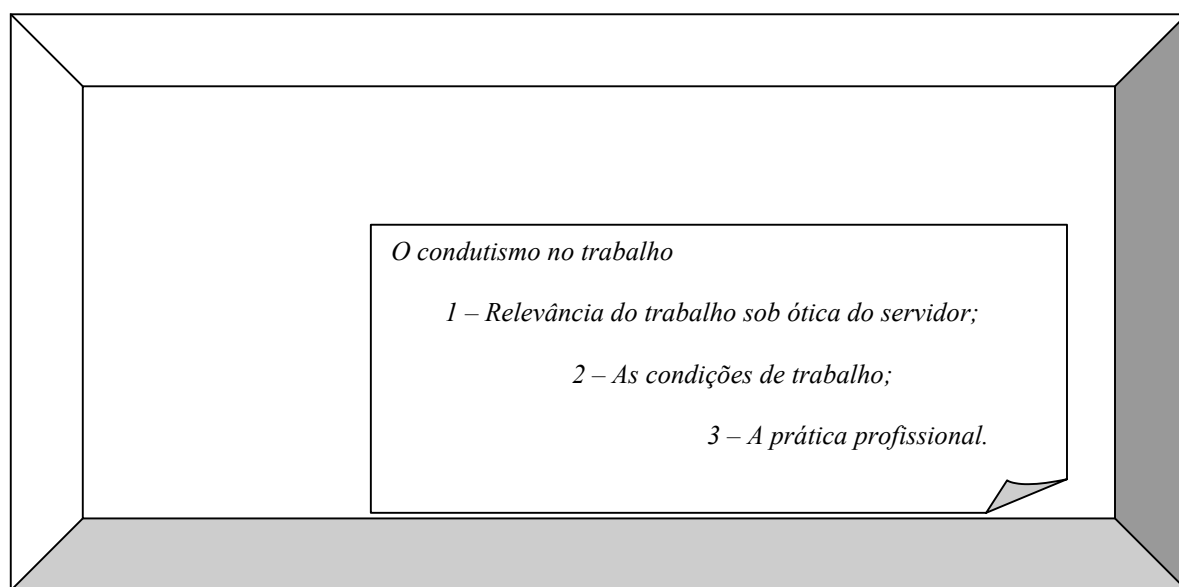 O condutismo no trabalho
1 – Relevância do trabalho sob ótica do servidor;
2 – As condições de trabalho;
3 – A prática profissional.